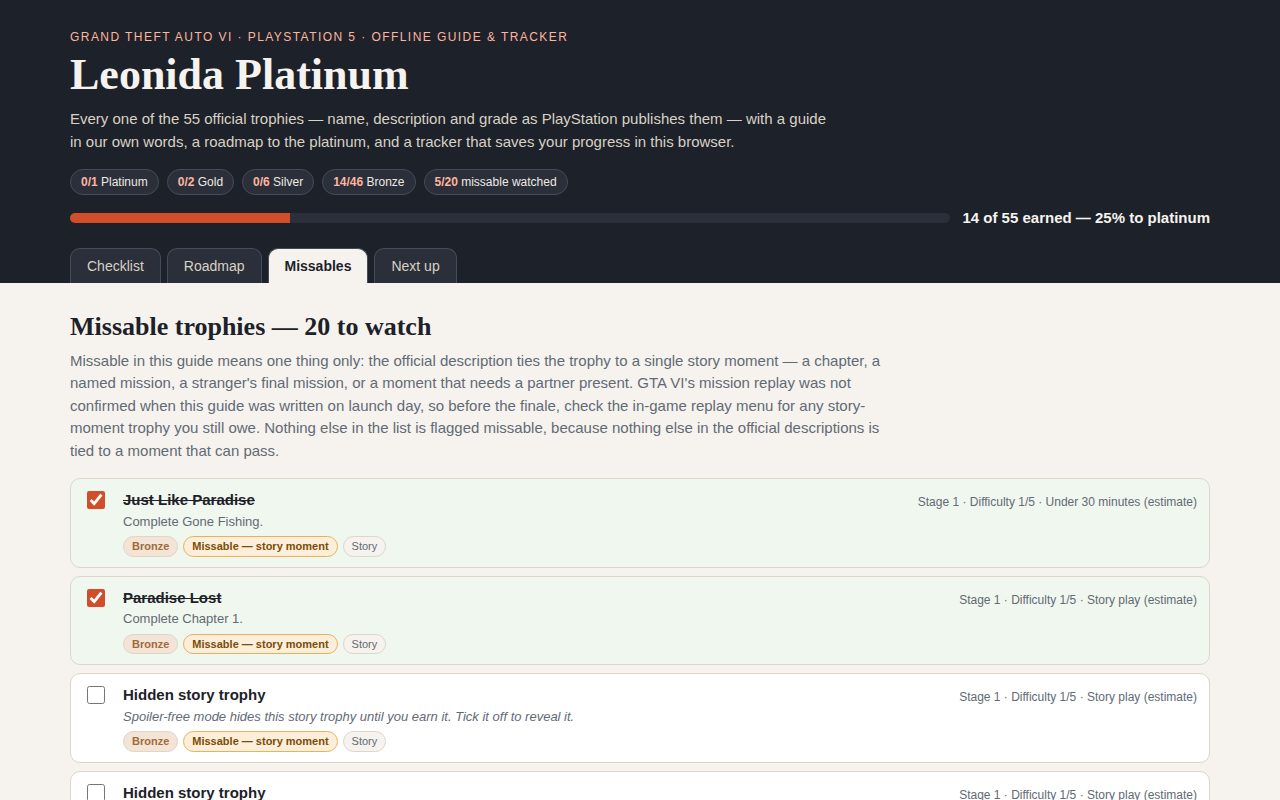 GRAND THEFT AUTO VI · PLAYSTATION 5 · OFFLINE GUIDE & TRACKER
Leonida Platinum
Every one of the 55 official trophies — name, description and grade as PlayStation publishes them — with a guide
in our own words, a roadmap to the platinum, and a tracker that saves your progress in this browser.
0/1 Platinum
0/2 Gold
0/6 Silver
14/46 Bronze
5/20 missable watched
14 of 55 earned — 25% to platinum
Checklist
Roadmap
Missables
Next up
Missable trophies — 20 to watch
Missable in this guide means one thing only: the official description ties the trophy to a single story moment — a chapter, a
named mission, a stranger's final mission, or a moment that needs a partner present. GTA VI's mission replay was not
confirmed when this guide was written on launch day, so before the finale, check the in-game replay menu for any story-
moment trophy you still owe. Nothing else in the list is flagged missable, because nothing else in the official descriptions is
tied to a moment that can pass.
Just Like Paradise
Stage 1 · Difficulty 1/5 · Under 30 minutes (estimate)
Complete Gone Fishing.
Bronze
Missable — story moment
Story
Paradise Lost
Stage 1 · Difficulty 1/5 · Story play (estimate)
Complete Chapter 1.
Bronze
Missable — story moment
Story
Hidden story trophy
Stage 1 · Difficulty 1/5 · Story play (estimate)
Spoiler-free mode hides this story trophy until you earn it. Tick it off to reveal it.
Bronze
Missable — story moment
Story
Hidden story trophy
Stage 1 · Difficulty 1/5 · Story play (estimate)